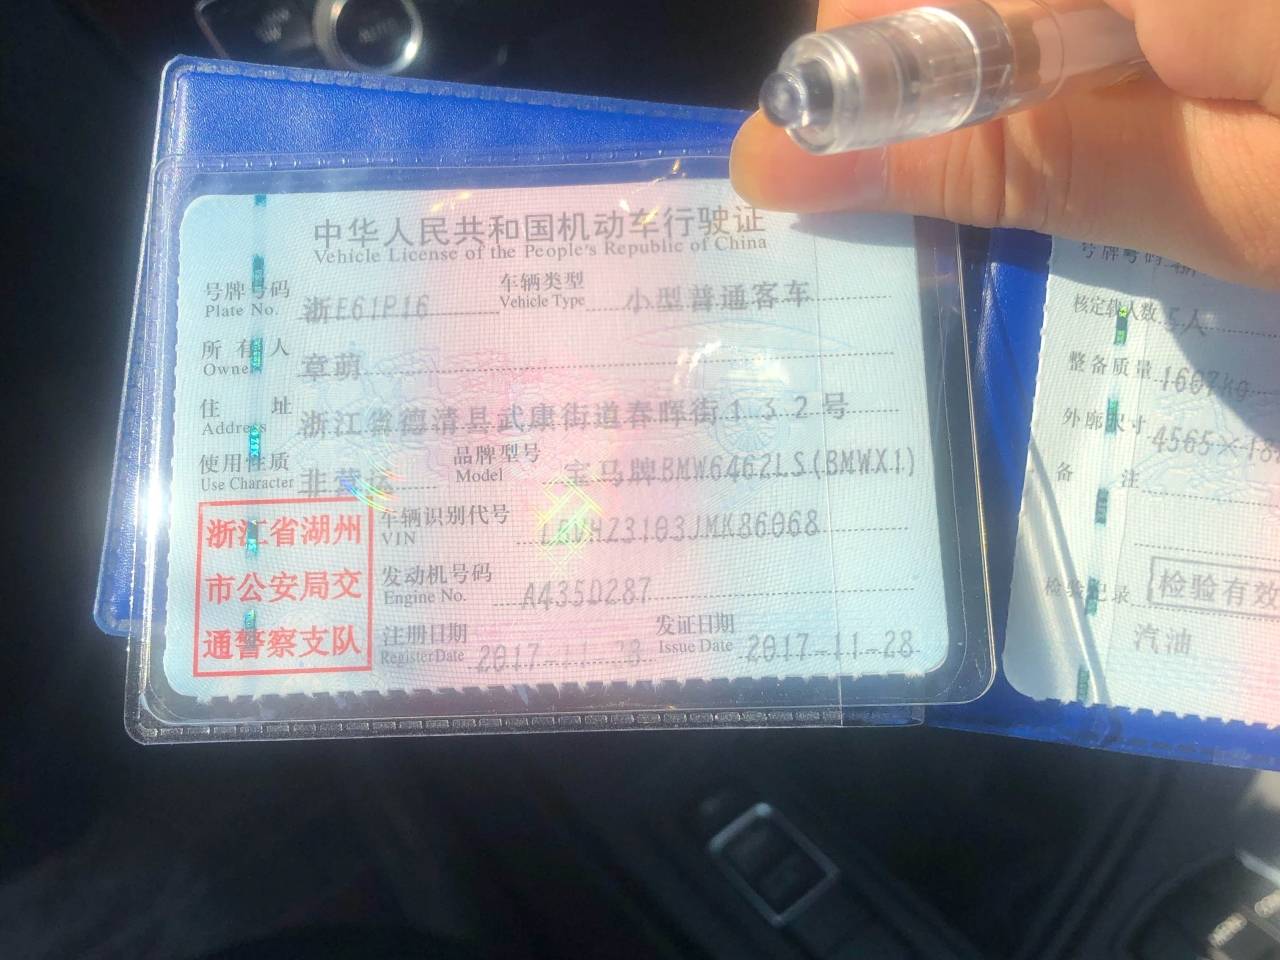 中华人民共和国机动车行驶证
Vehicle License of the People's Republic of China
号牌号码 浙E61P16 车辆类型 小型普通客车
Plate No. Vehicle Type
所有人 章萌
Owner
住址 浙江省德清县武康街道春晖街132号
Address
使用性质 非营运 品牌型号 宝马牌BMW6462LS(BMWX1)
Use Character Model
浙江省湖州
市公安局交
通警察支队
车辆识别代号 LBVHZ3103JMK86068
VIN
发动机号码 A435D287
Engine No.
注册日期 2017-11-28 发证日期 2017-11-28
Register Date Issue Date
号牌号码
核定载人数 5人
整备质量 1607kg
外廓尺寸 4565×
备注
检验记录 检验有效
汽油